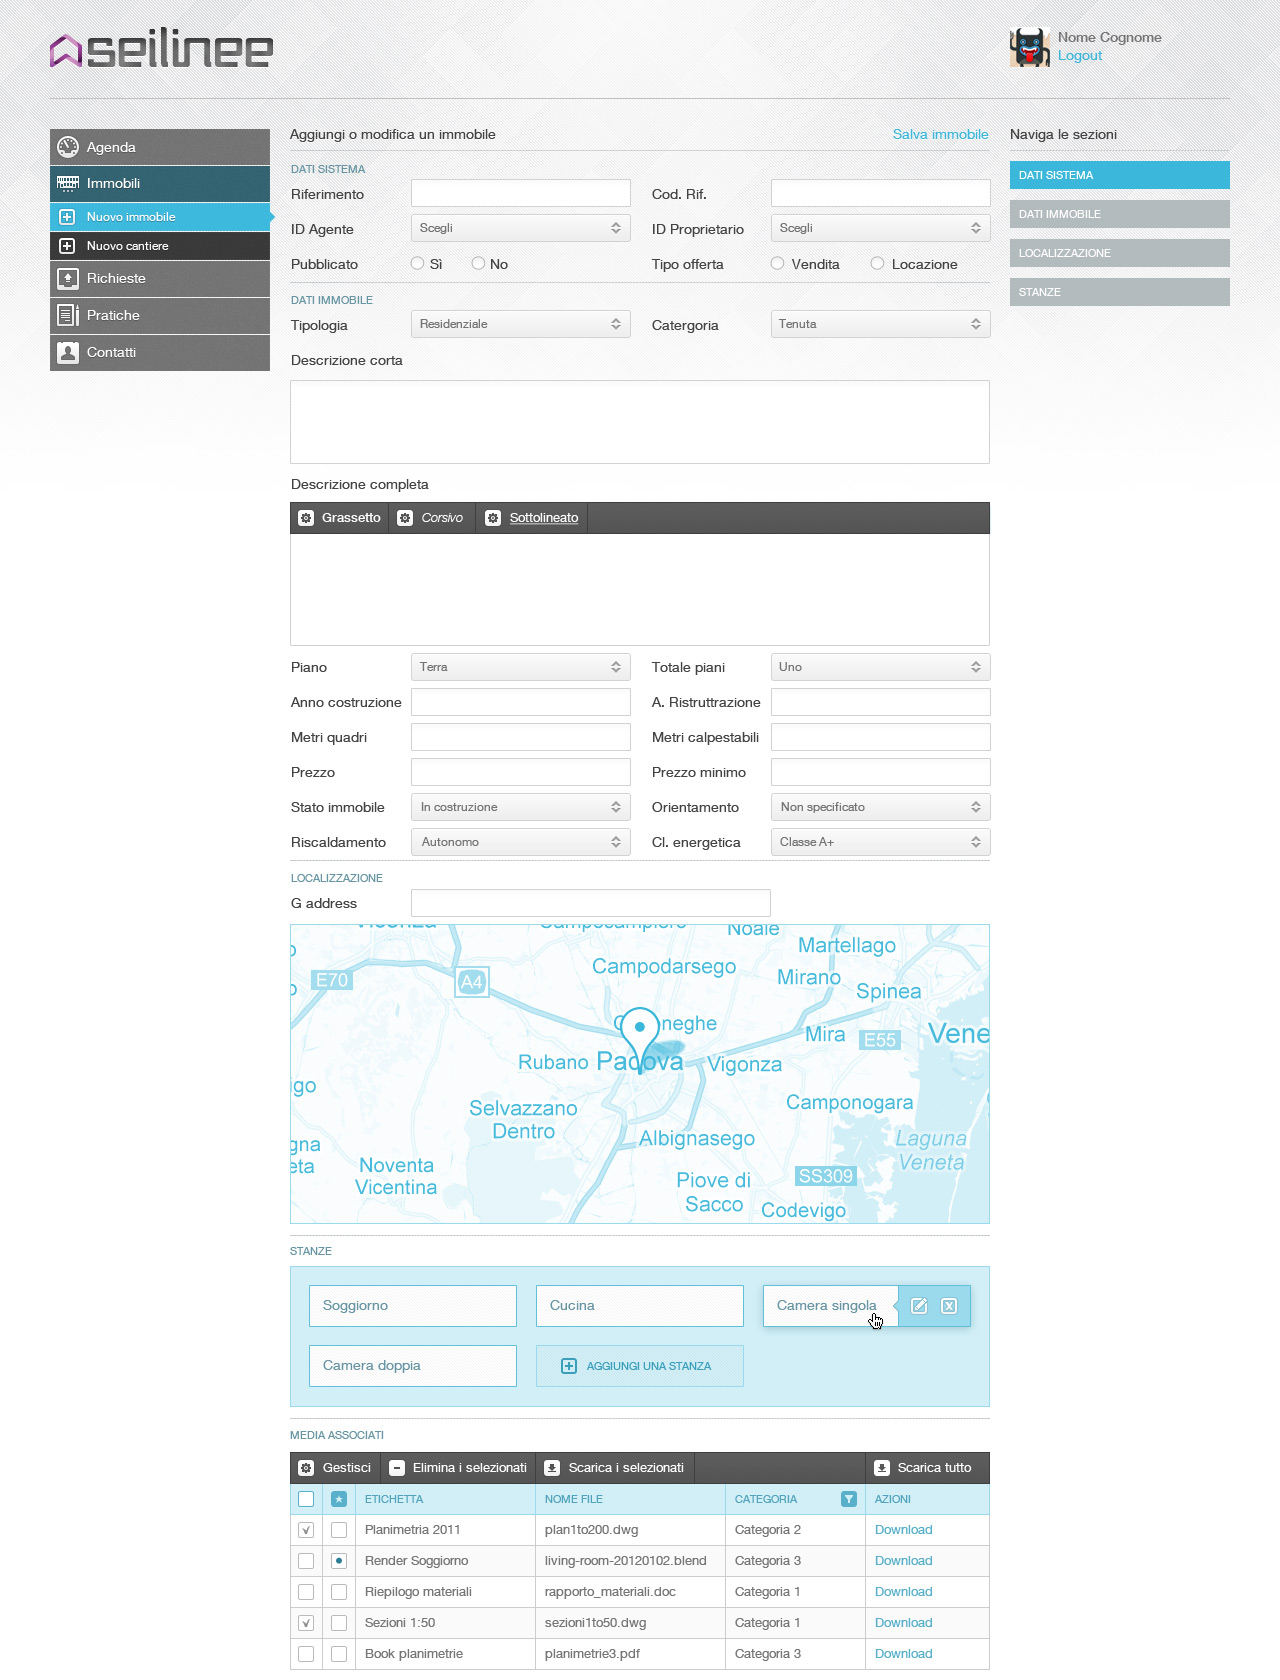 seilinee
Nome Cognome
Logout
Agenda
Immobili
Nuovo immobile
Nuovo cantiere
Richieste
Pratiche
Contatti
Aggiungi o modifica un immobile Salva immobile
DATI SISTEMA
Riferimento Cod. Rif.
ID Agente Scegli ID Proprietario Scegli
Pubblicato Sì No Tipo offerta Vendita Locazione
DATI IMMOBILE
Tipologia Residenziale Catergoria Tenuta
Descrizione corta
Descrizione completa
Grassetto Corsivo Sottolineato
Piano Terra Totale piani Uno
Anno costruzione A. Ristruttrazione
Metri quadri Metri calpestabili
Prezzo Prezzo minimo
Stato immobile In costruzione Orientamento Non specificato
Riscaldamento Autonomo Cl. energetica Classe A+
LOCALIZZAZIONE
G address
Vicenza Camposampiero Noale
Martellago
Campodarsego
E70 A4 Mirano
Spinea
neghe Mira E55 Vene
Rubano Padova Vigonza
igo
Selvazzano Camponogara
Dentro
Albignasego Laguna
gna Veneta
eta Noventa
Vicentina Piove di SS309
Sacco Codevigo
STANZE
Soggiorno Cucina Camera singola
Camera doppia AGGIUNGI UNA STANZA
MEDIA ASSOCIATI
Gestisci Elimina i selezionati Scarica i selezionati Scarica tutto
ETICHETTA NOME FILE CATEGORIA AZIONI
Planimetria 2011 plan1to200.dwg Categoria 2 Download
Render Soggiorno living-room-20120102.blend Categoria 3 Download
Riepilogo materiali rapporto_materiali.doc Categoria 1 Download
Sezioni 1:50 sezioni1to50.dwg Categoria 1 Download
Book planimetrie planimetrie3.pdf Categoria 3 Download
Naviga le sezioni
DATI SISTEMA
DATI IMMOBILE
LOCALIZZAZIONE
STANZE